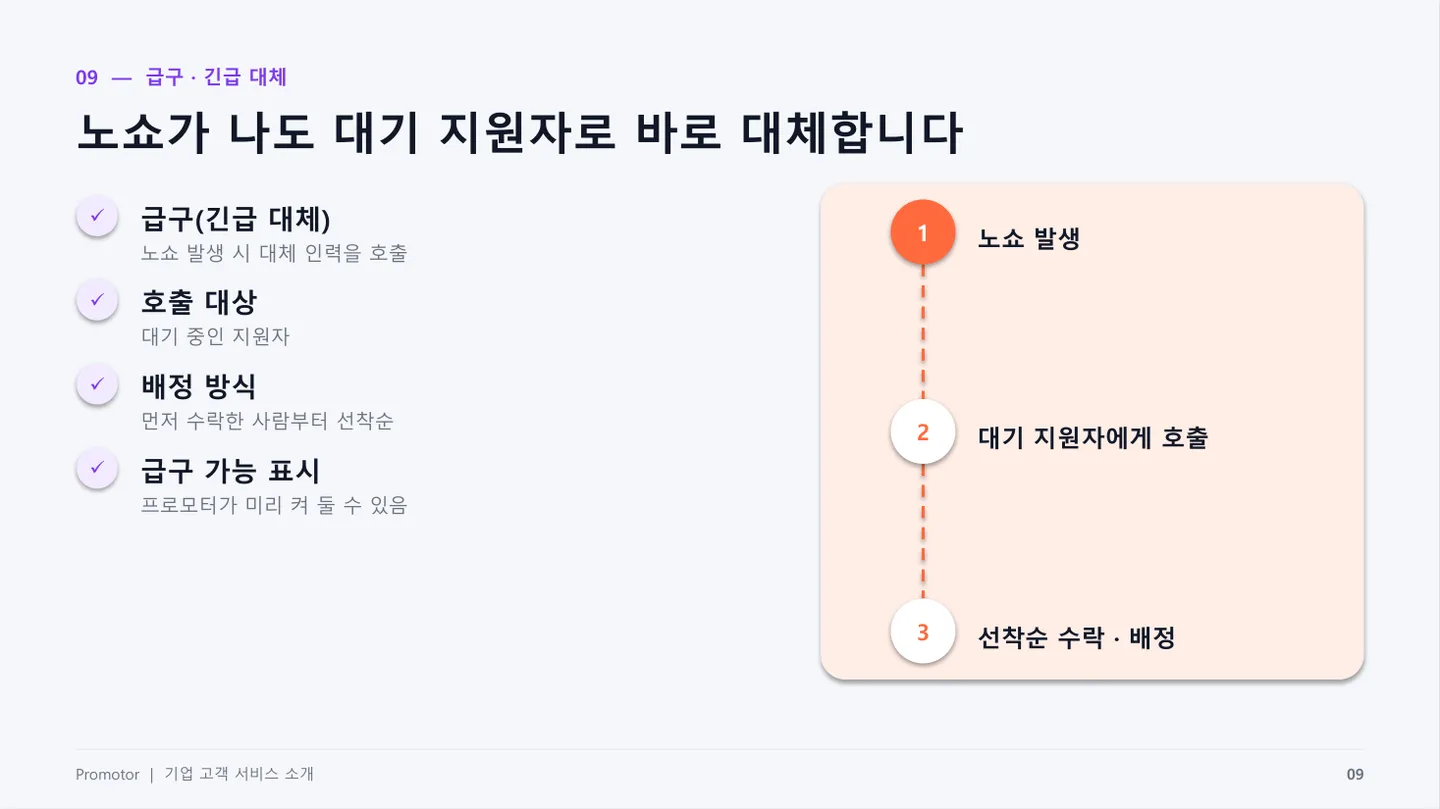 09 — 급구 · 긴급 대체
노쇼가 나도 대기 지원자로 바로 대체합니다
✓ 급구(긴급 대체)
노쇼 발생 시 대체 인력을 호출
✓ 호출 대상
대기 중인 지원자
✓ 배정 방식
먼저 수락한 사람부터 선착순
✓ 급구 가능 표시
프로모터가 미리 켜 둘 수 있음
1 노쇼 발생
2 대기 지원자에게 호출
3 선착순 수락 · 배정
Promotor | 기업 고객 서비스 소개
09